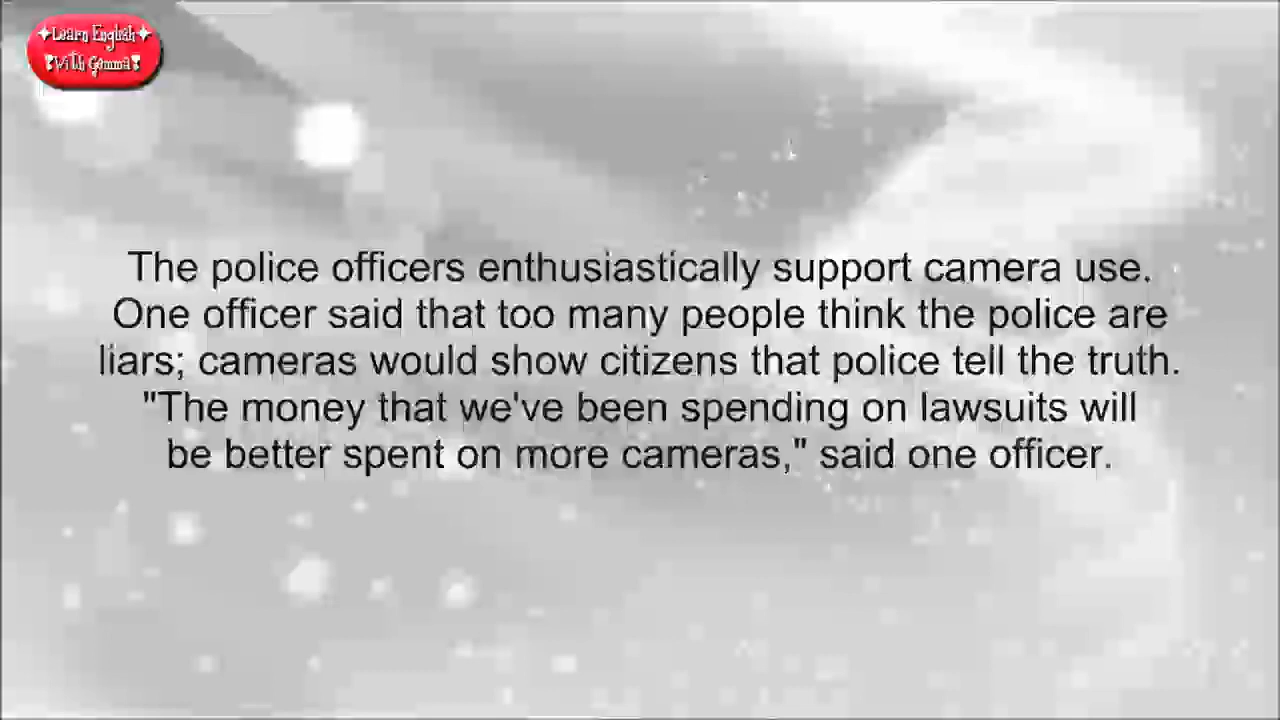 Learn English
With Gemma
The police officers enthusiastically support camera use.
One officer said that too many people think the police are
liars; cameras would show citizens that police tell the truth.
"The money that we've been spending on lawsuits will
be better spent on more cameras," said one officer.